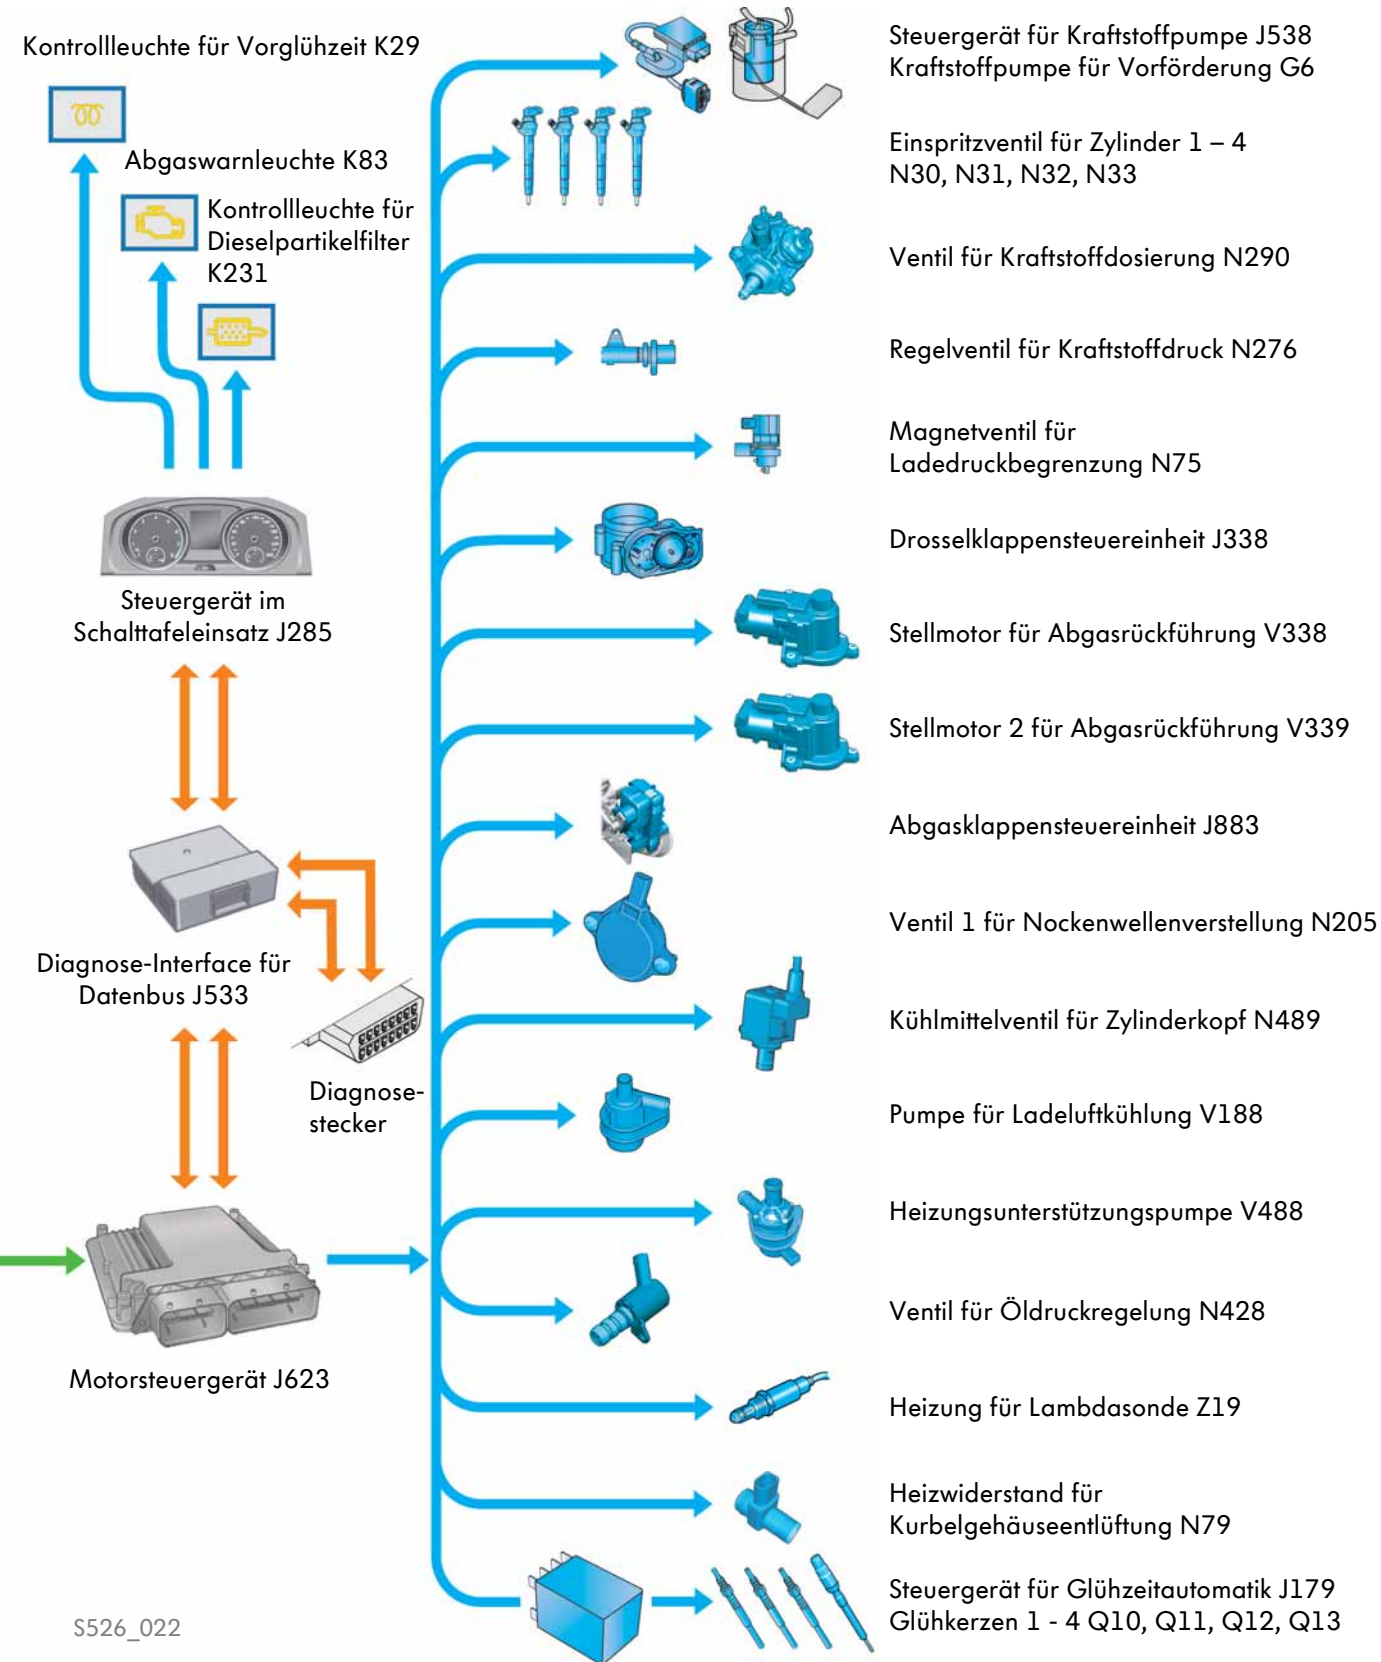 Kontrollleuchte für Vorglühzeit K29
Abgaswarnleuchte K83
Kontrollleuchte für
Dieselpartikelfilter
K231
Steuergerät im
Schalttafeleinsatz J285
Diagnose-Interface für
Datenbus J533
Diagnose-
stecker
Motorsteuergerät J623
S526_022
Steuergerät für Kraftstoffpumpe J538
Kraftstoffpumpe für Vorförderung G6
Einspritzventil für Zylinder 1 – 4
N30, N31, N32, N33
Ventil für Kraftstoffdosierung N290
Regelventil für Kraftstoffdruck N276
Magnetventil für
Ladedruckbegrenzung N75
Drosselklappensteuereinheit J338
Stellmotor für Abgasrückführung V338
Stellmotor 2 für Abgasrückführung V339
Abgasklappensteuereinheit J883
Ventil 1 für Nockenwellenverstellung N205
Kühlmittelventil für Zylinderkopf N489
Pumpe für Ladeluftkühlung V188
Heizungsunterstützungspumpe V488
Ventil für Öldruckregelung N428
Heizung für Lambdasonde Z19
Heizwiderstand für
Kurbelgehäuseentlüftung N79
Steuergerät für Glühzeitautomatik J179
Glühkerzen 1 - 4 Q10, Q11, Q12, Q13